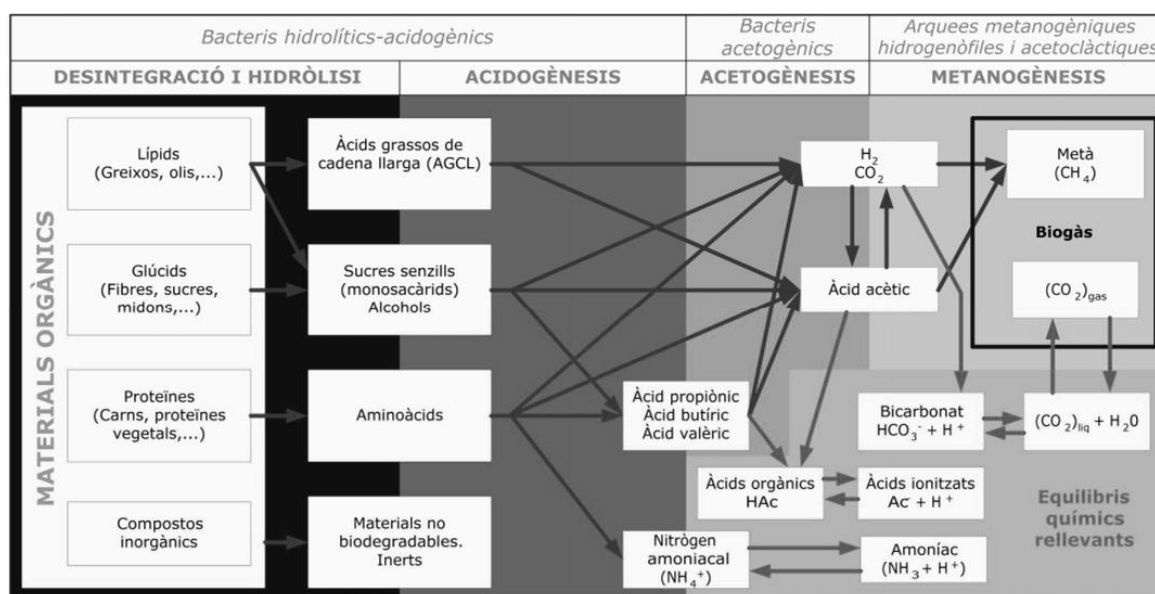 Bacteris hidrolítics-acidogènics
Bacteris
acetogènics
Arquees metanogèniques
hidrogenòfiles i acetoclàctiques
DESINTEGRACIÓ I HIDRÒLISI
ACIDOGÈNESIS
ACETOGÈNESIS
METANOGÈNESIS
MATERIALS ORGÀNICS
Lípids
(Greixos, olis,...)
Àcids grassos de
cadena llarga (AGCL)
H2
CO2
Metà
(CH4)
Biogàs
Glúcids
(Fibres, sucres,
midons,...)
Sucres senzills
(monosacàrids)
Alcohols
Àcid acètic
(CO2)gas
Proteïnes
(Carns, proteïnes
vegetals,...)
Aminoàcids
Àcid propiònic
Àcid butíric
Àcid valèric
Bicarbonat
HCO3- + H+
(CO2)liq + H20
Àcids orgànics
HAc
Àcids ionitzats
Ac- + H+
Equilibris
químics
rellevants
Compostos
inorgànics
Materials no
biodegradables.
Inerts
Nitrògen
amoniacal
(NH4+)
Amoníac
(NH3 + H+)